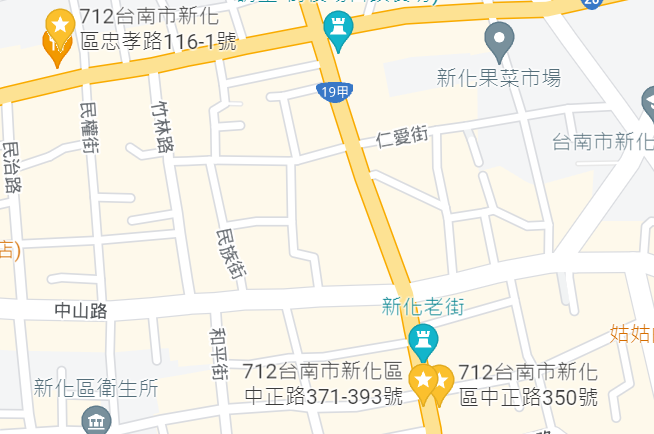 712台南市新化
區忠孝路116-1號
20
19甲
新化果菜市場
仁愛街
台南市新化
民權街
竹林路
民治路
店)
民族街
中山路
新化老街
和平街
姑姑
712台南市新化區
中正路371-393號
712台南市新化
區中正路350號
新化區衛生所